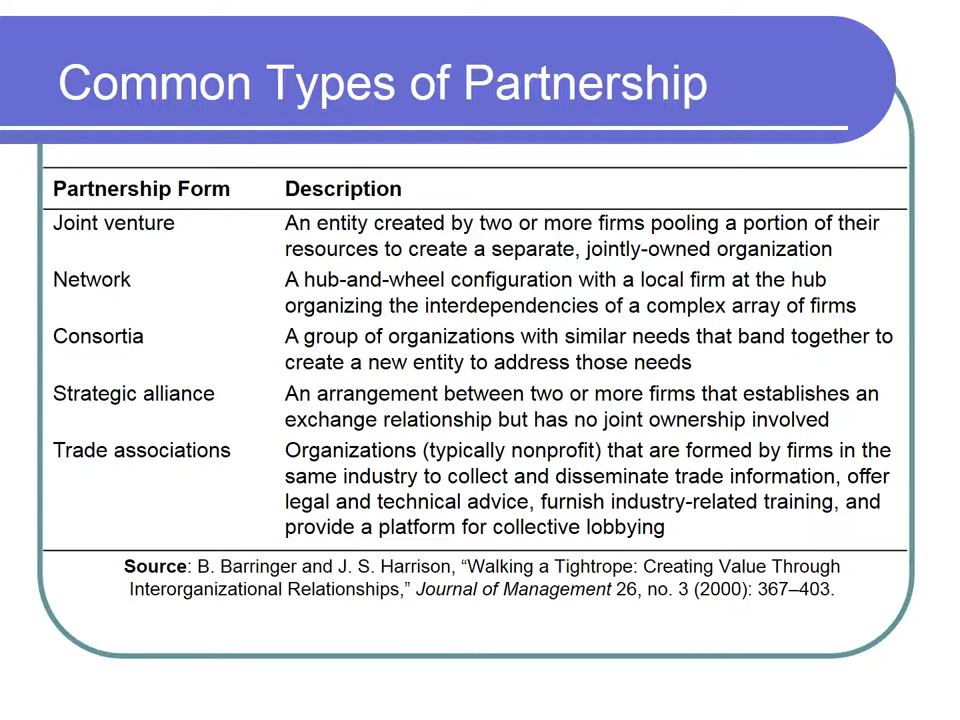 Common Types of Partnership
Partnership Form Description
Joint venture An entity created by two or more firms pooling a portion of their
resources to create a separate, jointly-owned organization
Network A hub-and-wheel configuration with a local firm at the hub
organizing the interdependencies of a complex array of firms
Consortia A group of organizations with similar needs that band together to
create a new entity to address those needs
Strategic alliance An arrangement between two or more firms that establishes an
exchange relationship but has no joint ownership involved
Trade associations Organizations (typically nonprofit) that are formed by firms in the
same industry to collect and disseminate trade information, offer
legal and technical advice, furnish industry-related training, and
provide a platform for collective lobbying
Source: B. Barringer and J. S. Harrison, “Walking a Tightrope: Creating Value Through
Interorganizational Relationships,” Journal of Management 26, no. 3 (2000): 367–403.